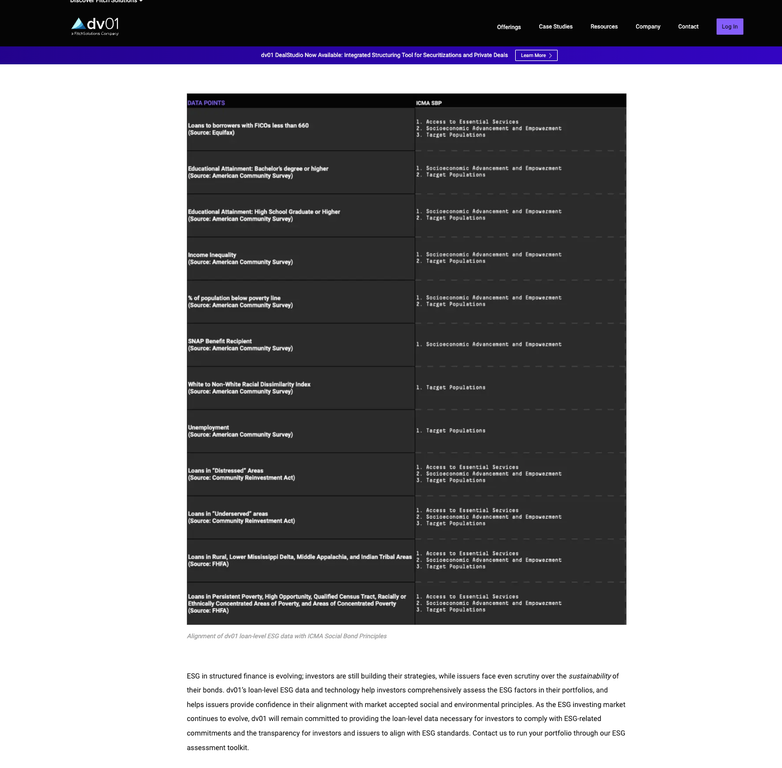 Discover Fitch Solutions
dv01
a FitchSolutions Company
Offerings
Case Studies
Resources
Company
Contact
Log In
dv01 DealStudio Now Available: Integrated Structuring Tool for Securitizations and Private Deals
Learn More
DATA POINTS
ICMA SBP
Loans to borrowers with FICOs less than 660
(Source: Equifax)
1. Access to Essential Services
2. Socioeconomic Advancement and Empowerment
3. Target Populations
Educational Attainment: Bachelor's degree or higher
(Source: American Community Survey)
1. Socioeconomic Advancement and Empowerment
2. Target Populations
Educational Attainment: High School Graduate or Higher
(Source: American Community Survey)
1. Socioeconomic Advancement and Empowerment
2. Target Populations
Income Inequality
(Source: American Community Survey)
1. Socioeconomic Advancement and Empowerment
2. Target Populations
% of population below poverty line
(Source: American Community Survey)
1. Socioeconomic Advancement and Empowerment
2. Target Populations
SNAP Benefit Recipient
(Source: American Community Survey)
1. Socioeconomic Advancement and Empowerment
White to Non-White Racial Dissimilarity Index
(Source: American Community Survey)
1. Target Populations
Unemployment
(Source: American Community Survey)
1. Target Populations
Loans in "Distressed" Areas
(Source: Community Reinvestment Act)
1. Access to Essential Services
2. Socioeconomic Advancement and Empowerment
3. Target Populations
Loans in "Underserved" areas
(Source: Community Reinvestment Act)
1. Access to Essential Services
2. Socioeconomic Advancement and Empowerment
3. Target Populations
Loans in Rural, Lower Mississippi Delta, Middle Appalachia, and Indian Tribal Areas
(Source: FHFA)
1. Access to Essential Services
2. Socioeconomic Advancement and Empowerment
3. Target Populations
Loans in Persistent Poverty, High Opportunity, Qualified Census Tract, Racially or
Ethnically Concentrated Areas of Poverty, and Areas of Concentrated Poverty
(Source: FHFA)
1. Access to Essential Services
2. Socioeconomic Advancement and Empowerment
3. Target Populations
Alignment of dv01 loan-level ESG data with ICMA Social Bond Principles
ESG in structured finance is evolving; investors are still building their strategies, while issuers face even scrutiny over the sustainability of
their bonds. dv01's loan-level ESG data and technology help investors comprehensively assess the ESG factors in their portfolios, and
helps issuers provide confidence in their alignment with market accepted social and environmental principles. As the ESG investing market
continues to evolve, dv01 will remain committed to providing the loan-level data necessary for investors to comply with ESG-related
commitments and the transparency for investors and issuers to align with ESG standards. Contact us to run your portfolio through our ESG
assessment toolkit.